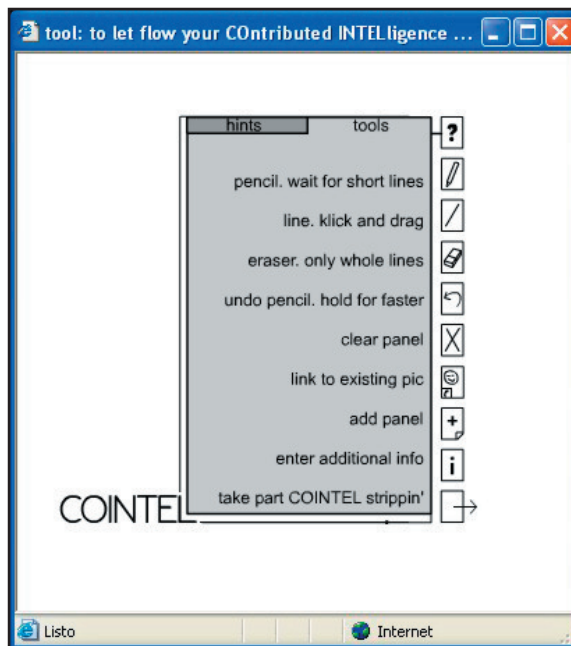 tool: to let flow your COntributed INTELligence ...
hints tools
?
pencil. wait for short lines
line. klick and drag
eraser. only whole lines
undo pencil. hold for faster
clear panel
link to existing pic
add panel
enter additional info
i
take part COINTEL strippin'
COINTEL
Listo Internet